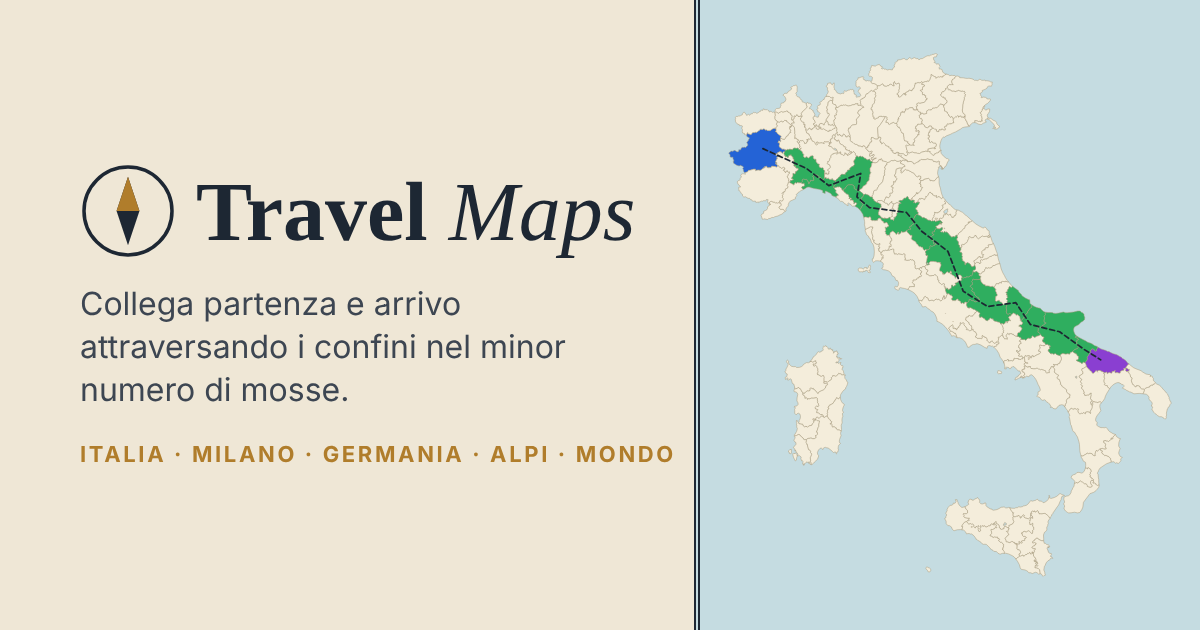 Travel Maps
Collega partenza e arrivo
attraversando i confini nel minor
numero di mosse.
ITALIA · MILANO · GERMANIA · ALPI · MONDO